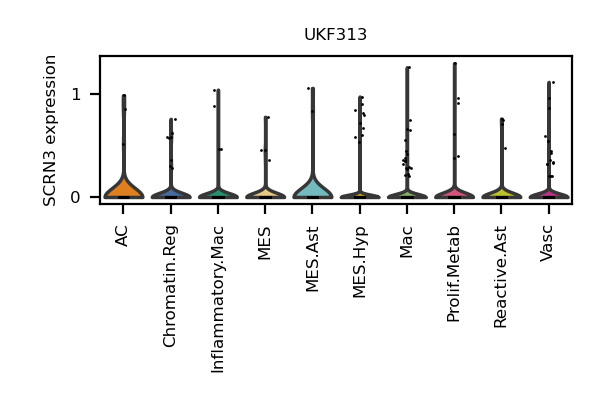 UKF313
SCRN3 expression
1
0
AC
Chromatin.Reg
Inflammatory.Mac
MES
MES.Ast
MES.Hyp
Mac
Prolif.Metab
Reactive.Ast
Vasc